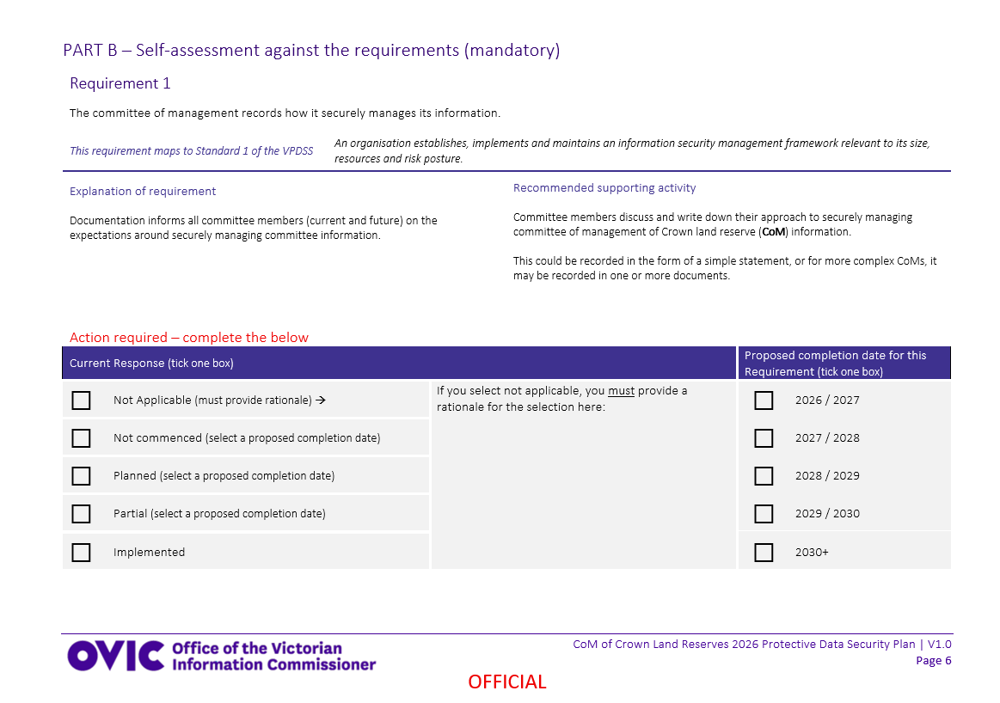 PART B – Self-assessment against the requirements (mandatory)
Requirement 1
The committee of management records how it securely manages its information.
This requirement maps to Standard 1 of the VPDSS
An organisation establishes, implements and maintains an information security management framework relevant to its size,
resources and risk posture.
Explanation of requirement
Documentation informs all committee members (current and future) on the
expectations around securely managing committee information.
Recommended supporting activity
Committee members discuss and write down their approach to securely managing
committee of management of Crown land reserve (CoM) information.
This could be recorded in the form of a simple statement, or for more complex CoMs, it
may be recorded in one or more documents.
Action required – complete the below
Current Response (tick one box)
Proposed completion date for this
Requirement (tick one box)
Not Applicable (must provide rationale) →
Not commenced (select a proposed completion date)
Planned (select a proposed completion date)
Partial (select a proposed completion date)
Implemented
If you select not applicable, you must provide a
rationale for the selection here:
2026 / 2027
2027 / 2028
2028 / 2029
2029 / 2030
2030+
OVIC Office of the Victorian
Information Commissioner
CoM of Crown Land Reserves 2026 Protective Data Security Plan | V1.0
Page 6
OFFICIAL